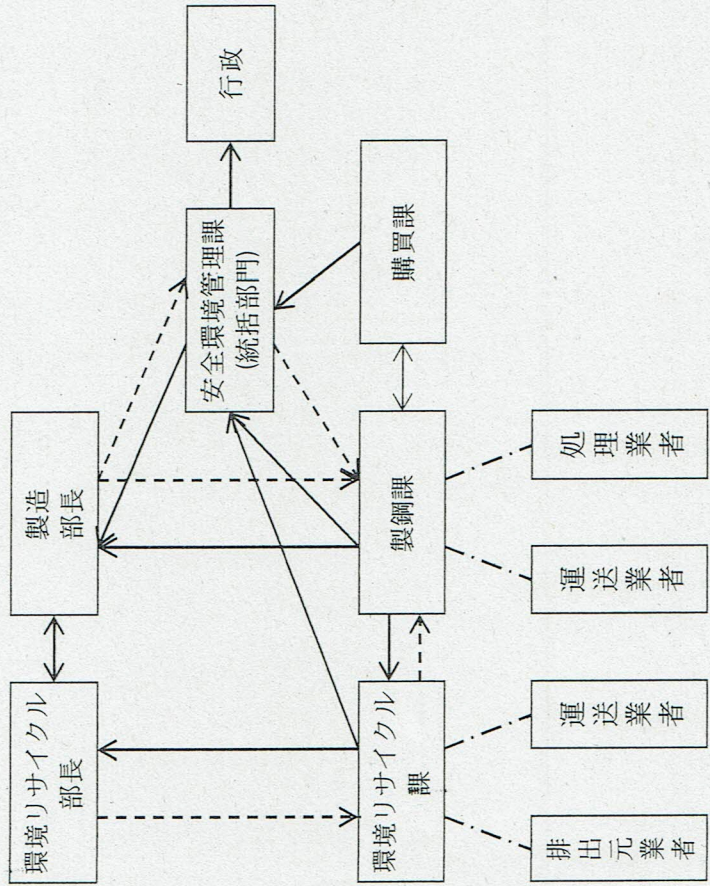 環境リサイクル
部長
製造
部長
安全環境管理課
(統括部門)
行政
環境リサイクル
課
製鋼課
購買課
排出元業者
運送業者
運送業者
処理業者